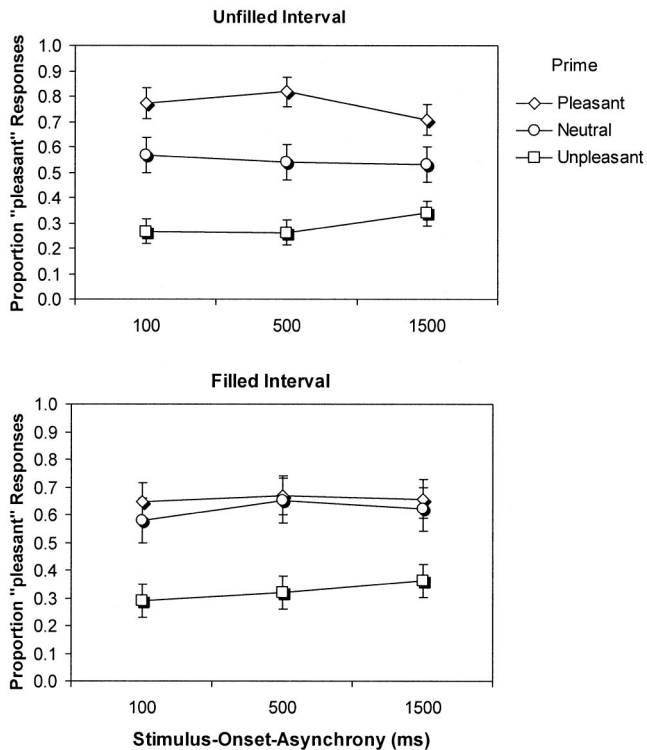 Unfilled Interval
Proportion "pleasant" Responses
1.0
0.9
0.8
0.7
0.6
0.5
0.4
0.3
0.2
0.1
0.0
100 500 1500
Prime
Pleasant
Neutral
Unpleasant
Filled Interval
Proportion "pleasant" Responses
1.0
0.9
0.8
0.7
0.6
0.5
0.4
0.3
0.2
0.1
0.0
100 500 1500
Stimulus-Onset-Asynchrony (ms)